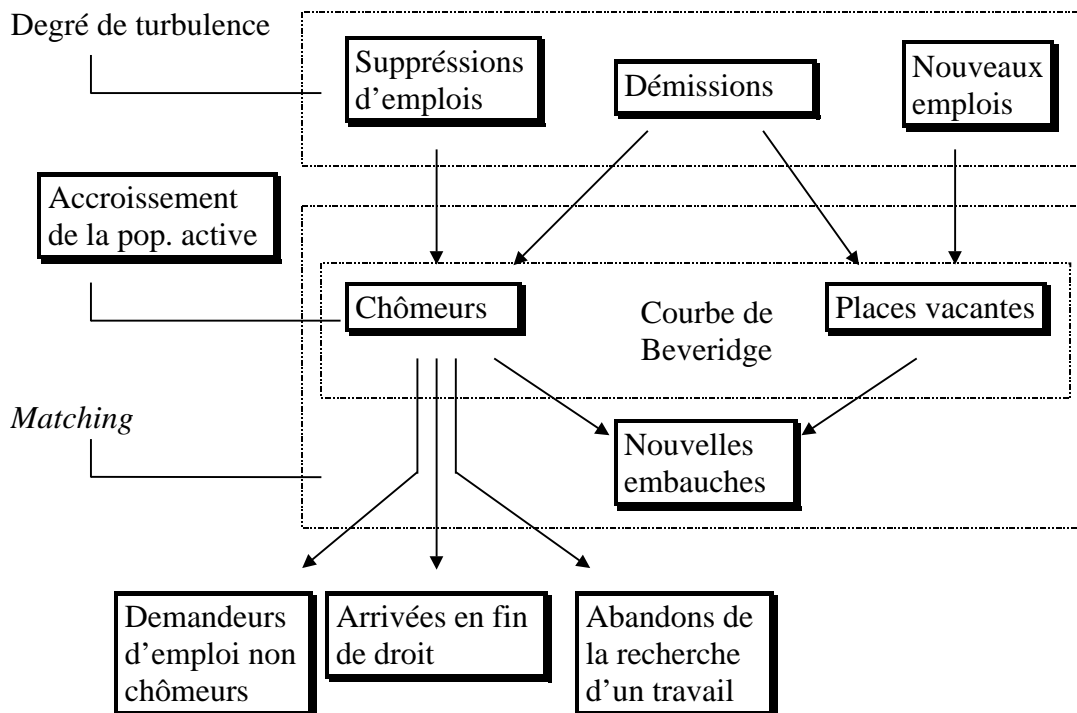 Degré de turbulence
Suppréssions
d’emplois
Démissions
Nouveaux
emplois
Accroissement
de la pop. active
Chômeurs
Courbe de
Beveridge
Places vacantes
Matching
Nouvelles
embauches
Demandeurs
d’emploi non
chômeurs
Arrivées en fin
de droit
Abandons de
la recherche
d’un travail